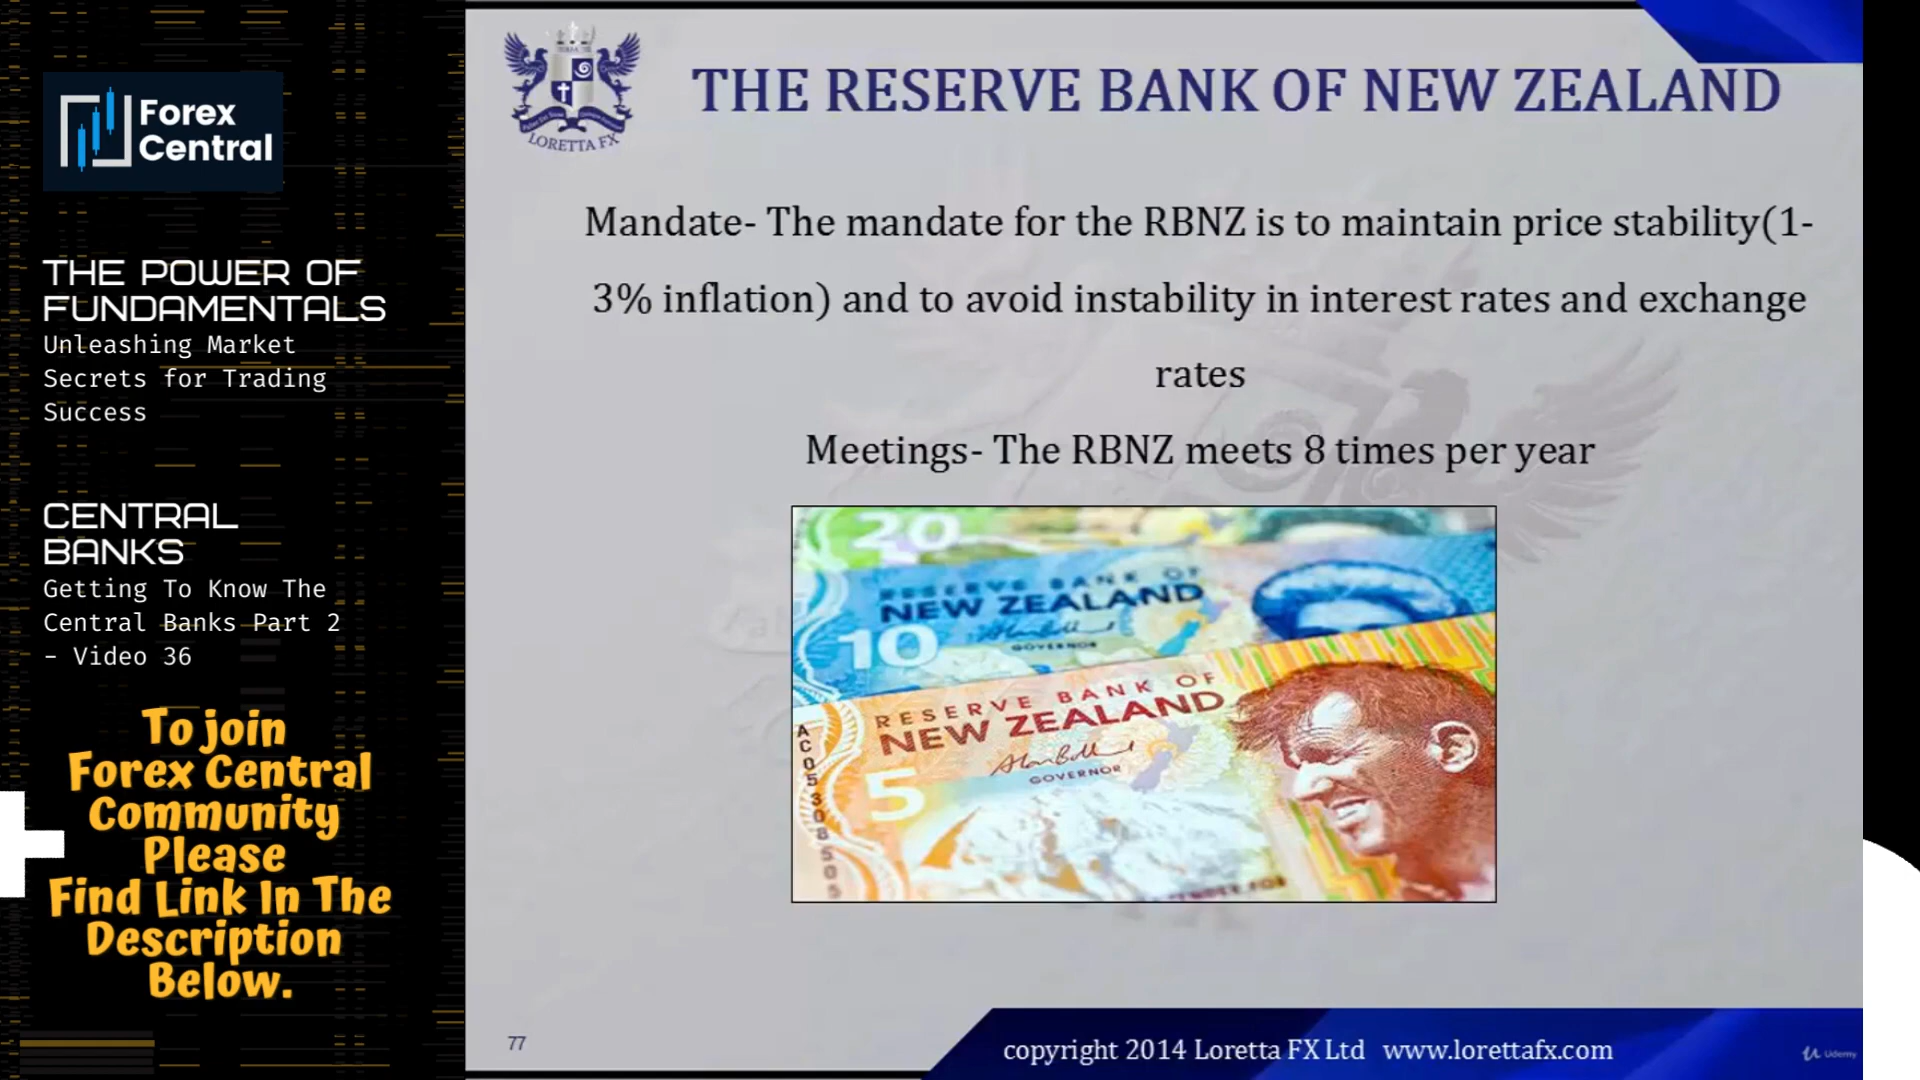 Forex
Central
THE POWER OF
FUNDAMENTALS
Unleashing Market
Secrets for Trading
Success
CENTRAL
BANKS
Getting To Know The
Central Banks Part 2
- Video 36
To join
Forex Central
Community
Please
Find Link In The
Description
Below.
LORETTA FX
THE RESERVE BANK OF NEW ZEALAND
Mandate- The mandate for the RBNZ is to maintain price stability(1-
3% inflation) and to avoid instability in interest rates and exchange
rates
Meetings- The RBNZ meets 8 times per year
20
RESERVE BANK OF
NEW ZEALAND
10
GOVERNOR
RESERVE BANK OF
NEW ZEALAND
GOVERNOR
5
77
copyright 2014 Loretta FX Ltd www.lorettafx.com
Udemy